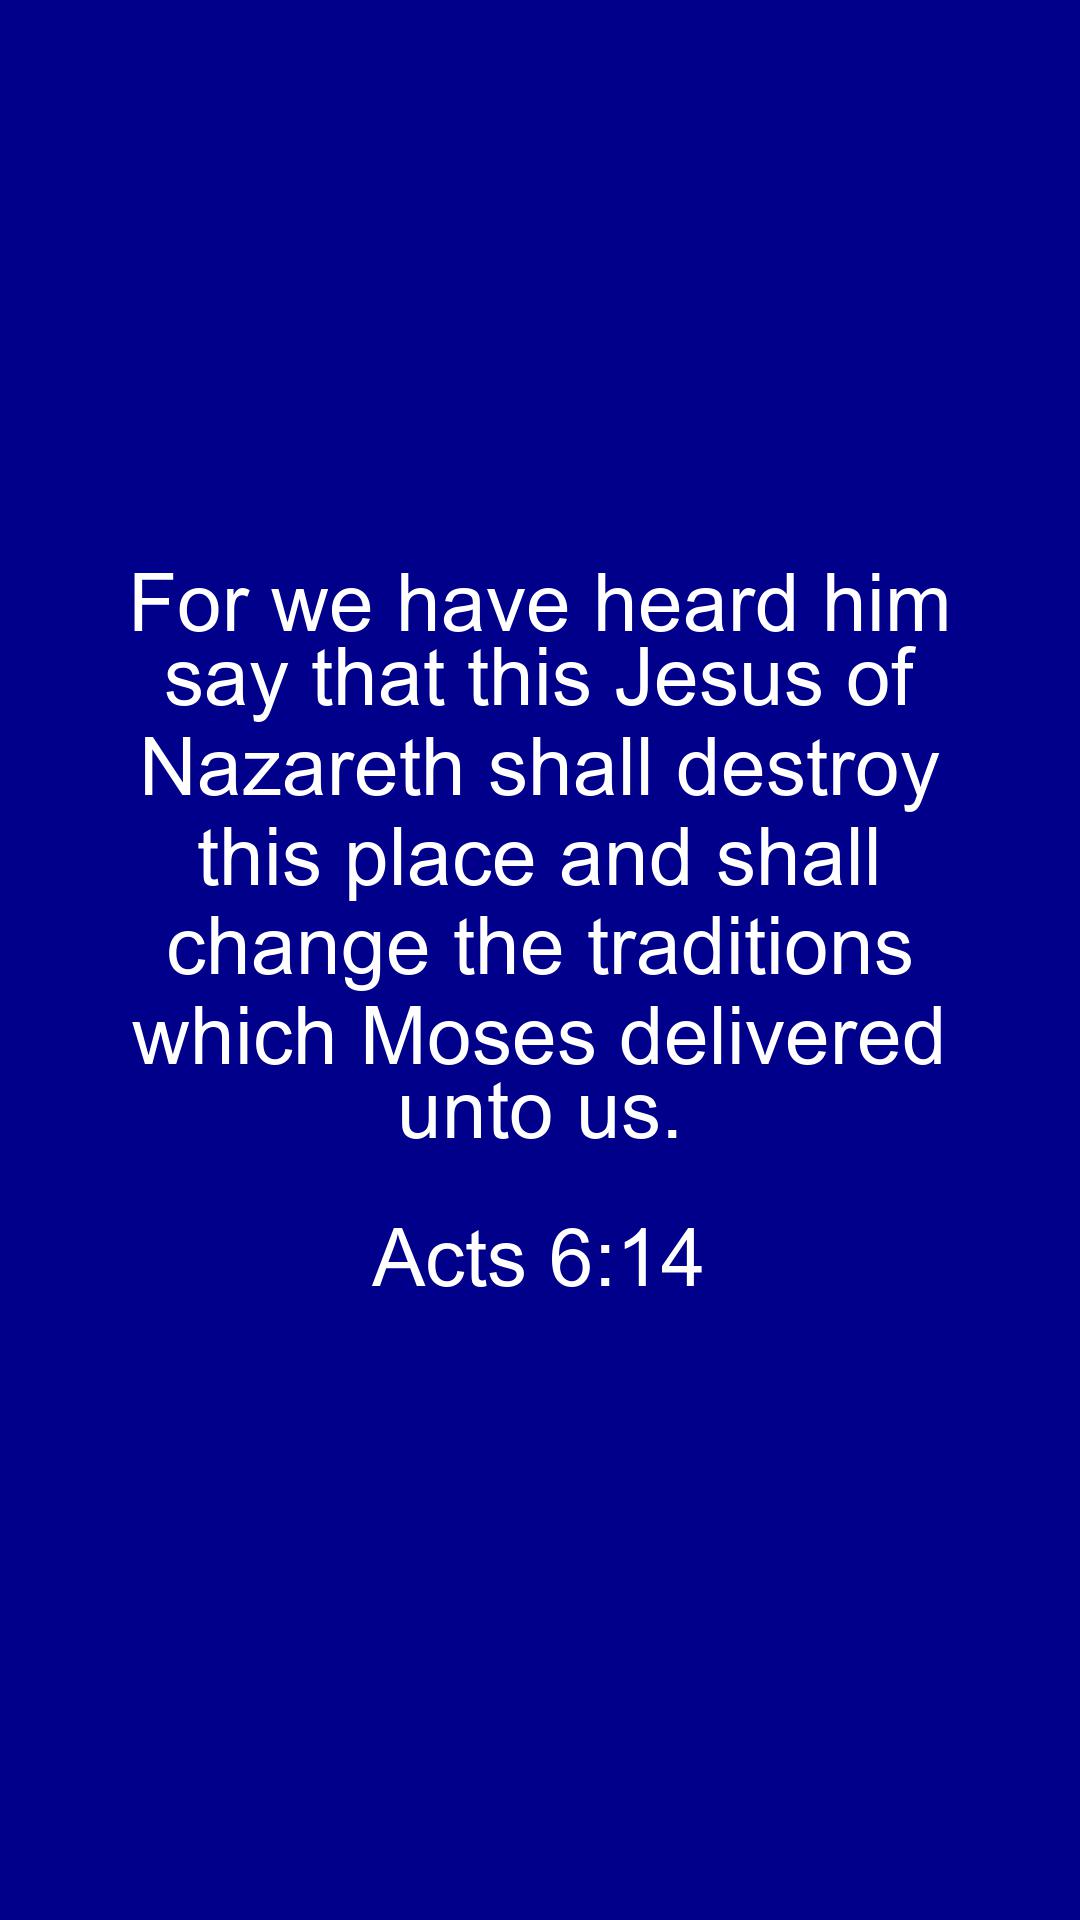 For we have heard him
say that this Jesus of
Nazareth shall destroy
this place and shall
change the traditions
which Moses delivered
unto us.
Acts 6:14